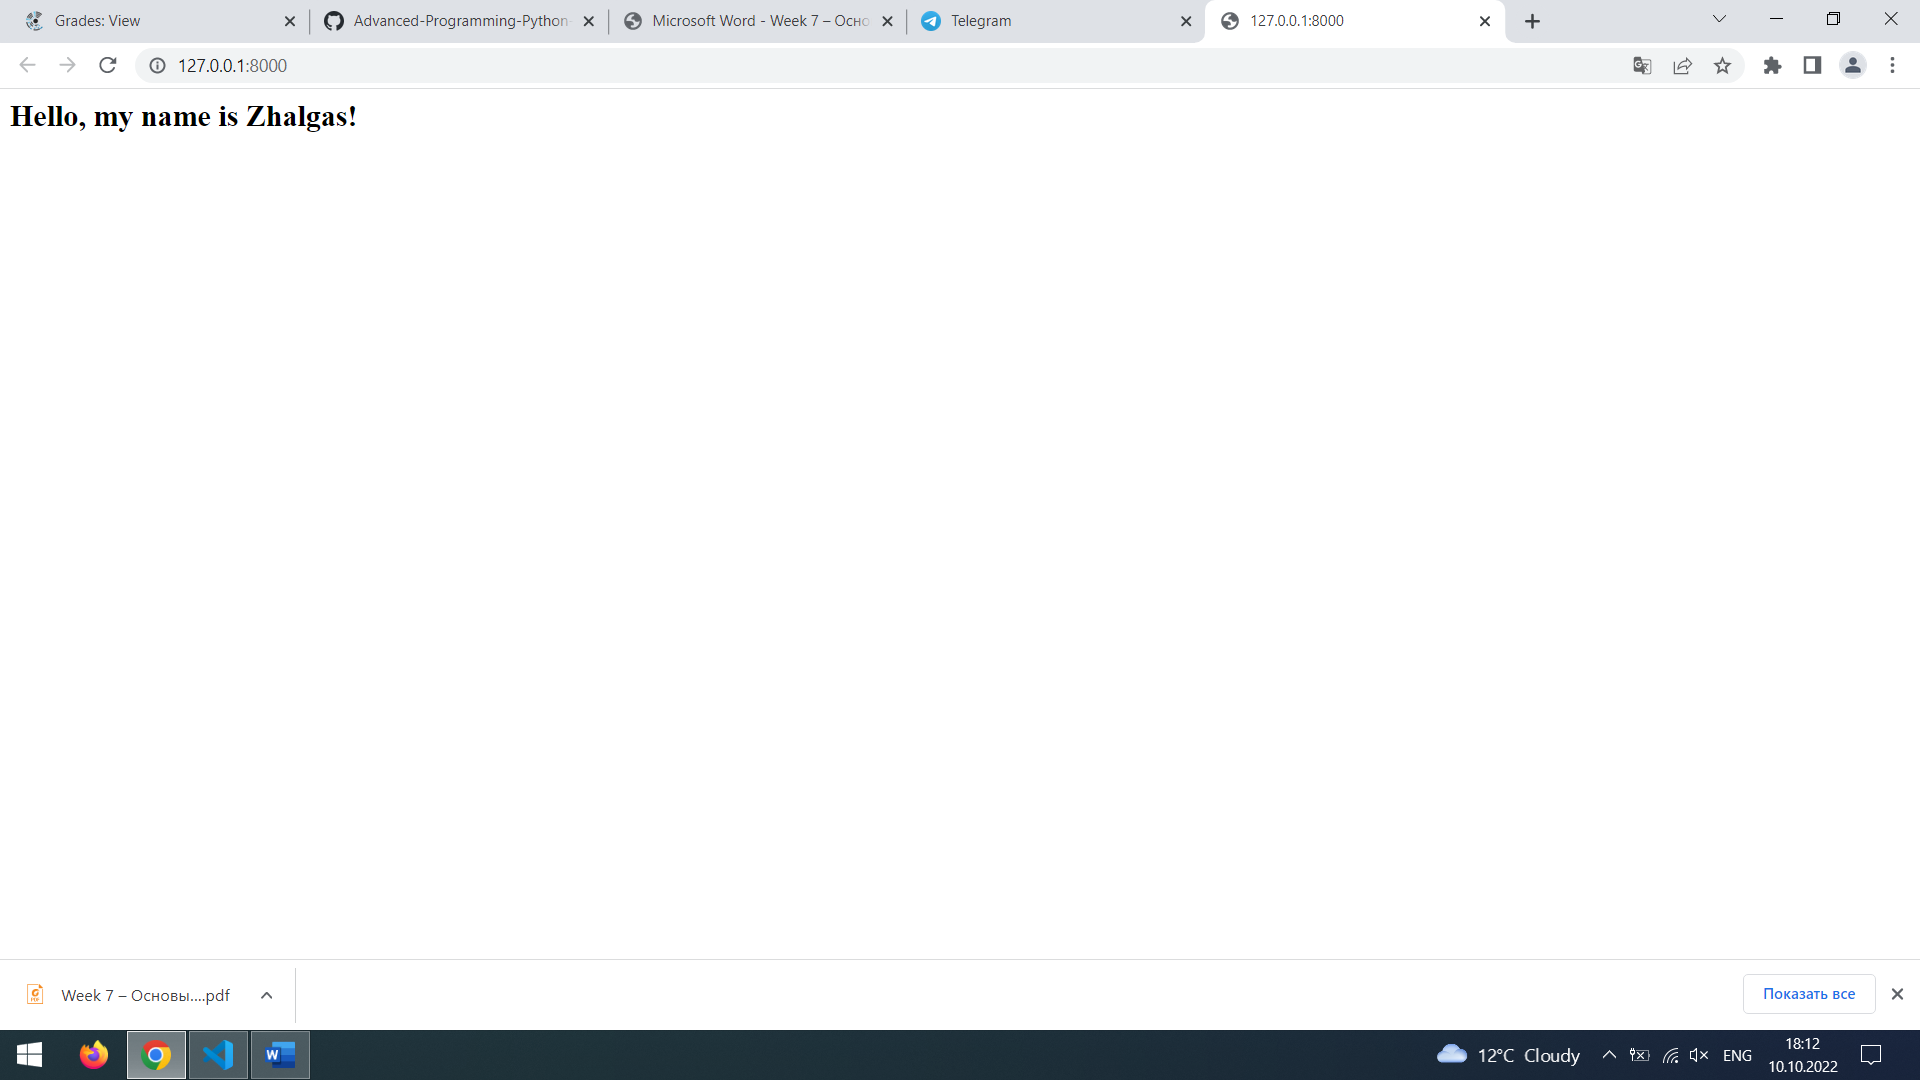 Grades: View
Advanced-Programming-Python-
Microsoft Word - Week 7 – Осно
Telegram
127.0.0.1:8000
127.0.0.1:8000
Hello, my name is Zhalgas!
Week 7 – Основы....pdf
Показать все
12°C Cloudy
ENG
18:12
10.10.2022